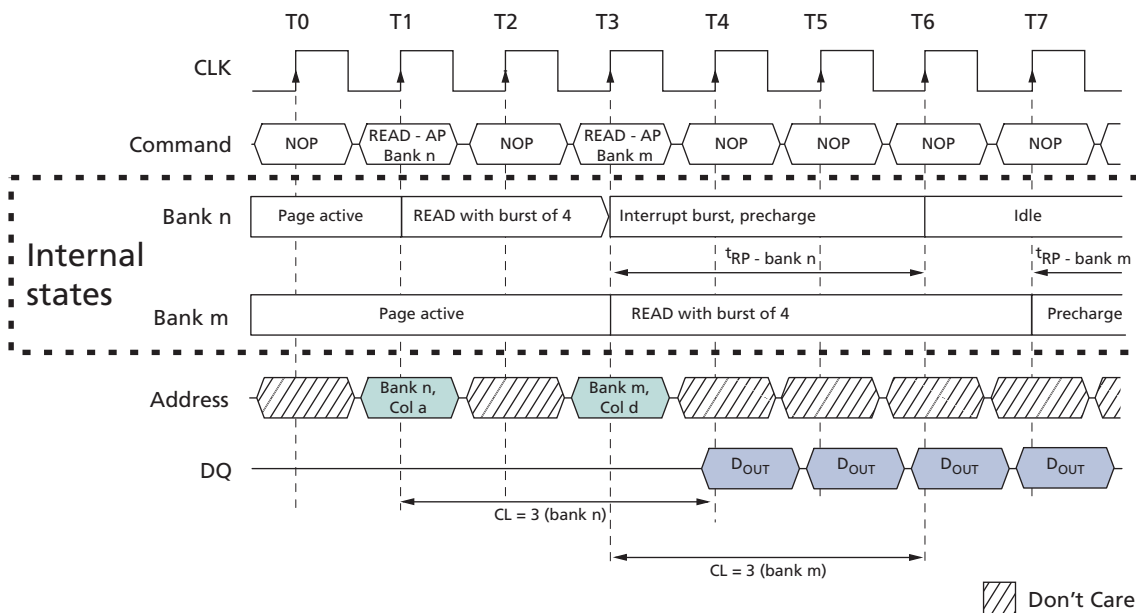 T0 T1 T2 T3 T4 T5 T6 T7
CLK
Command NOP READ - AP Bank n NOP READ - AP Bank m NOP NOP NOP NOP
Bank n Page active READ with burst of 4 Interrupt burst, precharge Idle
tRP - bank n tRP - bank m
Internal states
Bank m Page active READ with burst of 4 Precharge
Address Bank n, Col a Bank m, Col d
DQ DOUT DOUT DOUT DOUT
CL = 3 (bank n)
CL = 3 (bank m)
Don't Care